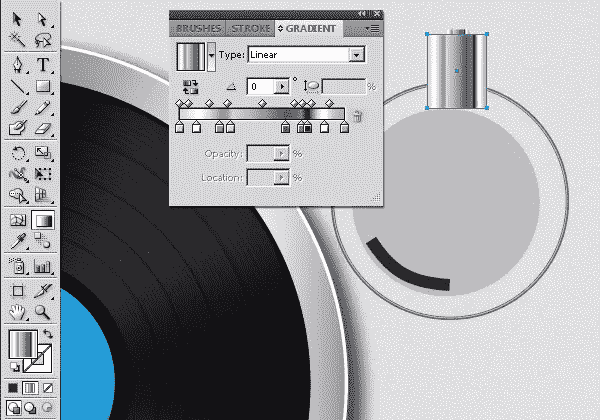 BRUSHES STROKE GRADIENT
Type: Linear
0 °
%
Opacity: %
Location: %
T